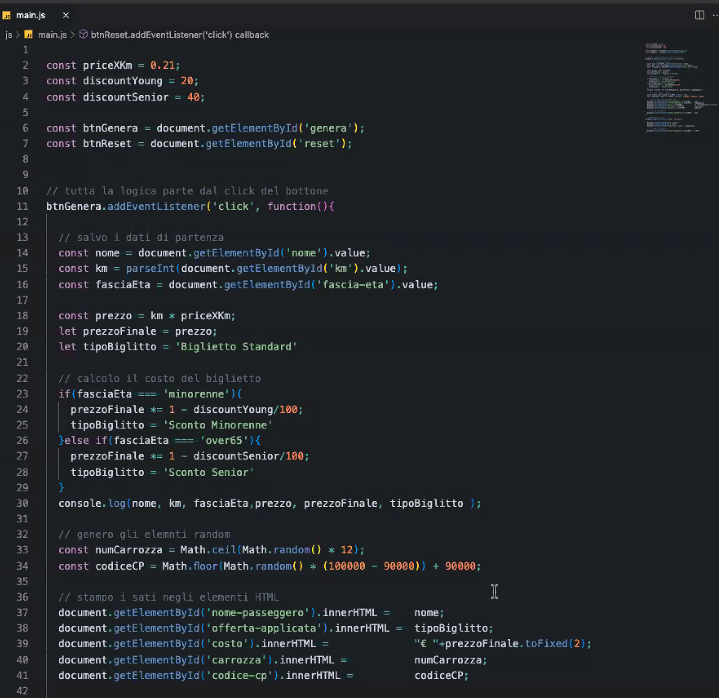 main.js
js > main.js > btnReset.addEventListener('click') callback
1
2 const priceXKm = 0.21;
3 const discountYoung = 20;
4 const discountSenior = 40;
5
6 const btnGenera = document.getElementById('genera');
7 const btnReset = document.getElementById('reset');
8
9
10 // tutta la logica parte dal click del bottone
11 btnGenera.addEventListener('click', function(){
12
13 // salvo i dati di partenza
14 const nome = document.getElementById('nome').value;
15 const km = parseInt(document.getElementById('km').value);
16 const fasciaEta = document.getElementById('fascia-eta').value;
17
18 const prezzo = km * priceXKm;
19 let prezzoFinale = prezzo;
20 let tipoBiglitto = 'Biglietto Standard'
21
22 // calcolo il costo del biglietto
23 if(fasciaEta === 'minorenne'){
24 prezzoFinale *= 1 - discountYoung/100;
25 tipoBiglitto = 'Sconto Minorenne'
26 }else if(fasciaEta === 'over65'){
27 prezzoFinale *= 1 - discountSenior/100;
28 tipoBiglitto = 'Sconto Senior'
29 }
30 console.log(nome, km, fasciaEta,prezzo, prezzoFinale, tipoBiglitto );
31
32 // genero gli elemnti random
33 const numCarrozza = Math.ceil(Math.random() * 12);
34 const codiceCP = Math.floor(Math.random() * (100000 - 90000)) + 90000;
35
36 // stampo i sati negli elementi HTML
37 document.getElementById('nome-passeggero').innerHTML = nome;
38 document.getElementById('offerta-applicata').innerHTML = tipoBiglitto;
39 document.getElementById('costo').innerHTML = "€ "+prezzoFinale.toFixed(2);
40 document.getElementById('carrozza').innerHTML = numCarrozza;
41 document.getElementById('codice-cp').innerHTML = codiceCP;
42